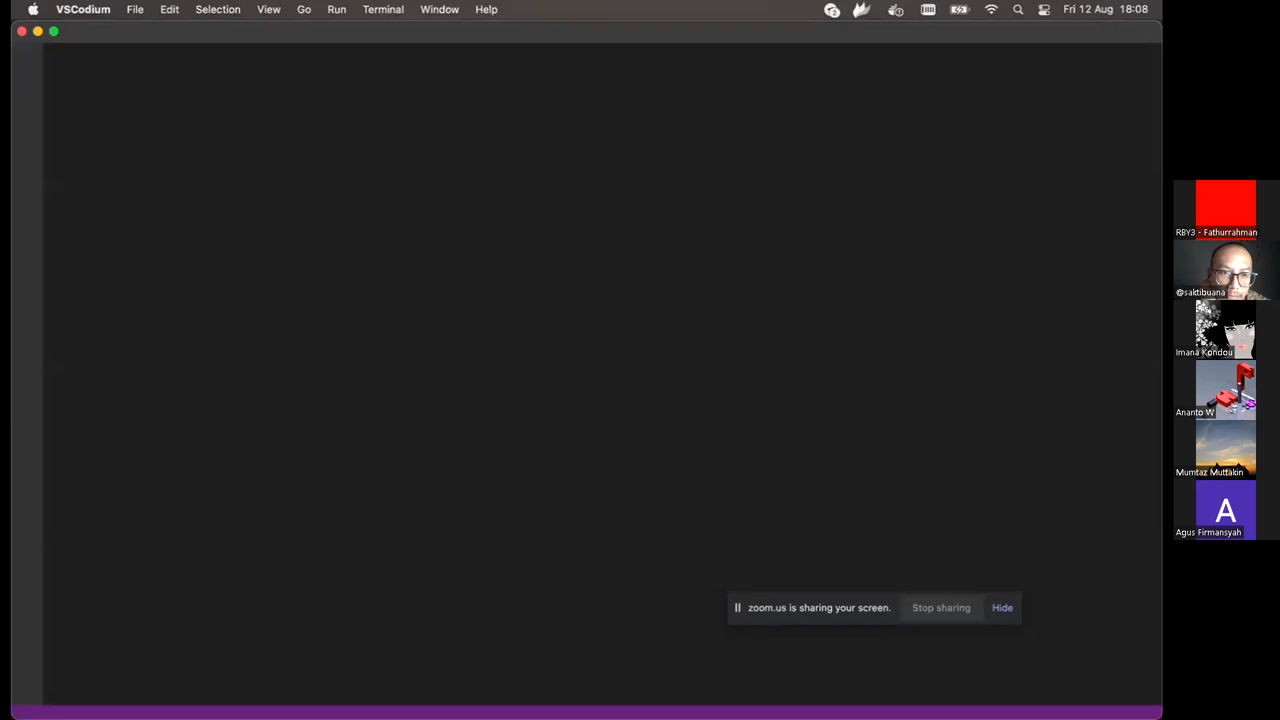 VSCodium File Edit Selection View Go Run Terminal Window Help Fri 12 Aug 18:08
RBY3 - Fathurrahman
@saktibuana
Imana Kondou
Ananto W
Mumtaz Muttakin
A
Agus Firmansyah
zoom.us is sharing your screen. Stop sharing Hide